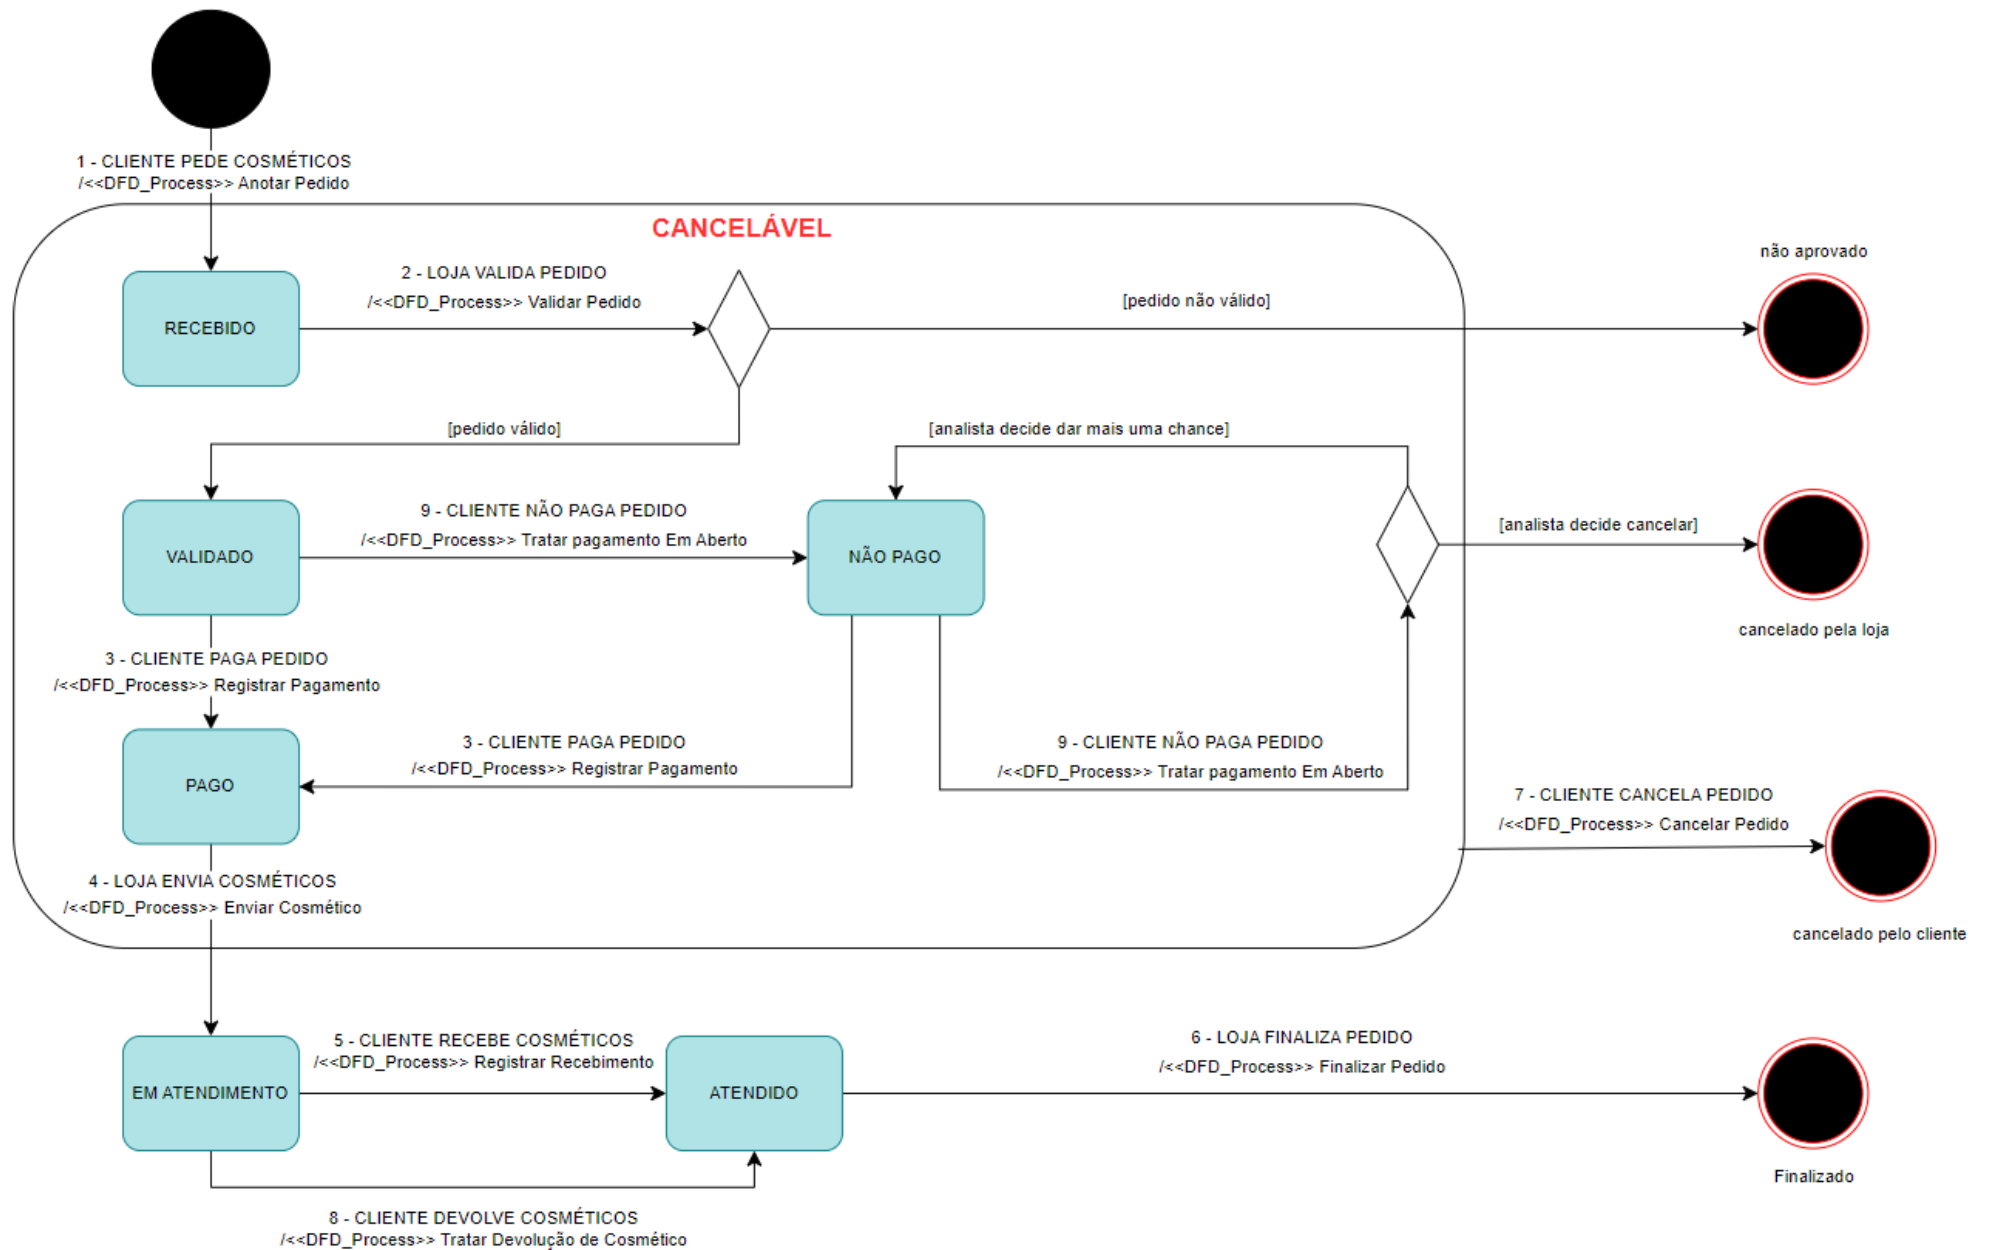 1 - CLIENTE PEDE COSMÉTICOS
/<<DFD_Process>> Anotar Pedido
CANCELÁVEL
não aprovado
2 - LOJA VALIDA PEDIDO
/<<DFD_Process>> Validar Pedido
[pedido não válido]
RECEBIDO
[pedido válido]
[analista decide dar mais uma chance]
9 - CLIENTE NÃO PAGA PEDIDO
/<<DFD_Process>> Tratar pagamento Em Aberto
[analista decide cancelar]
VALIDADO
NÃO PAGO
cancelado pela loja
3 - CLIENTE PAGA PEDIDO
/<<DFD_Process>> Registrar Pagamento
3 - CLIENTE PAGA PEDIDO
/<<DFD_Process>> Registrar Pagamento
9 - CLIENTE NÃO PAGA PEDIDO
/<<DFD_Process>> Tratar pagamento Em Aberto
PAGO
7 - CLIENTE CANCELA PEDIDO
/<<DFD_Process>> Cancelar Pedido
4 - LOJA ENVIA COSMÉTICOS
/<<DFD_Process>> Enviar Cosmético
cancelado pelo cliente
5 - CLIENTE RECEBE COSMÉTICOS
/<<DFD_Process>> Registrar Recebimento
6 - LOJA FINALIZA PEDIDO
/<<DFD_Process>> Finalizar Pedido
EM ATENDIMENTO
ATENDIDO
Finalizado
8 - CLIENTE DEVOLVE COSMÉTICOS
/<<DFD_Process>> Tratar Devolução de Cosmético